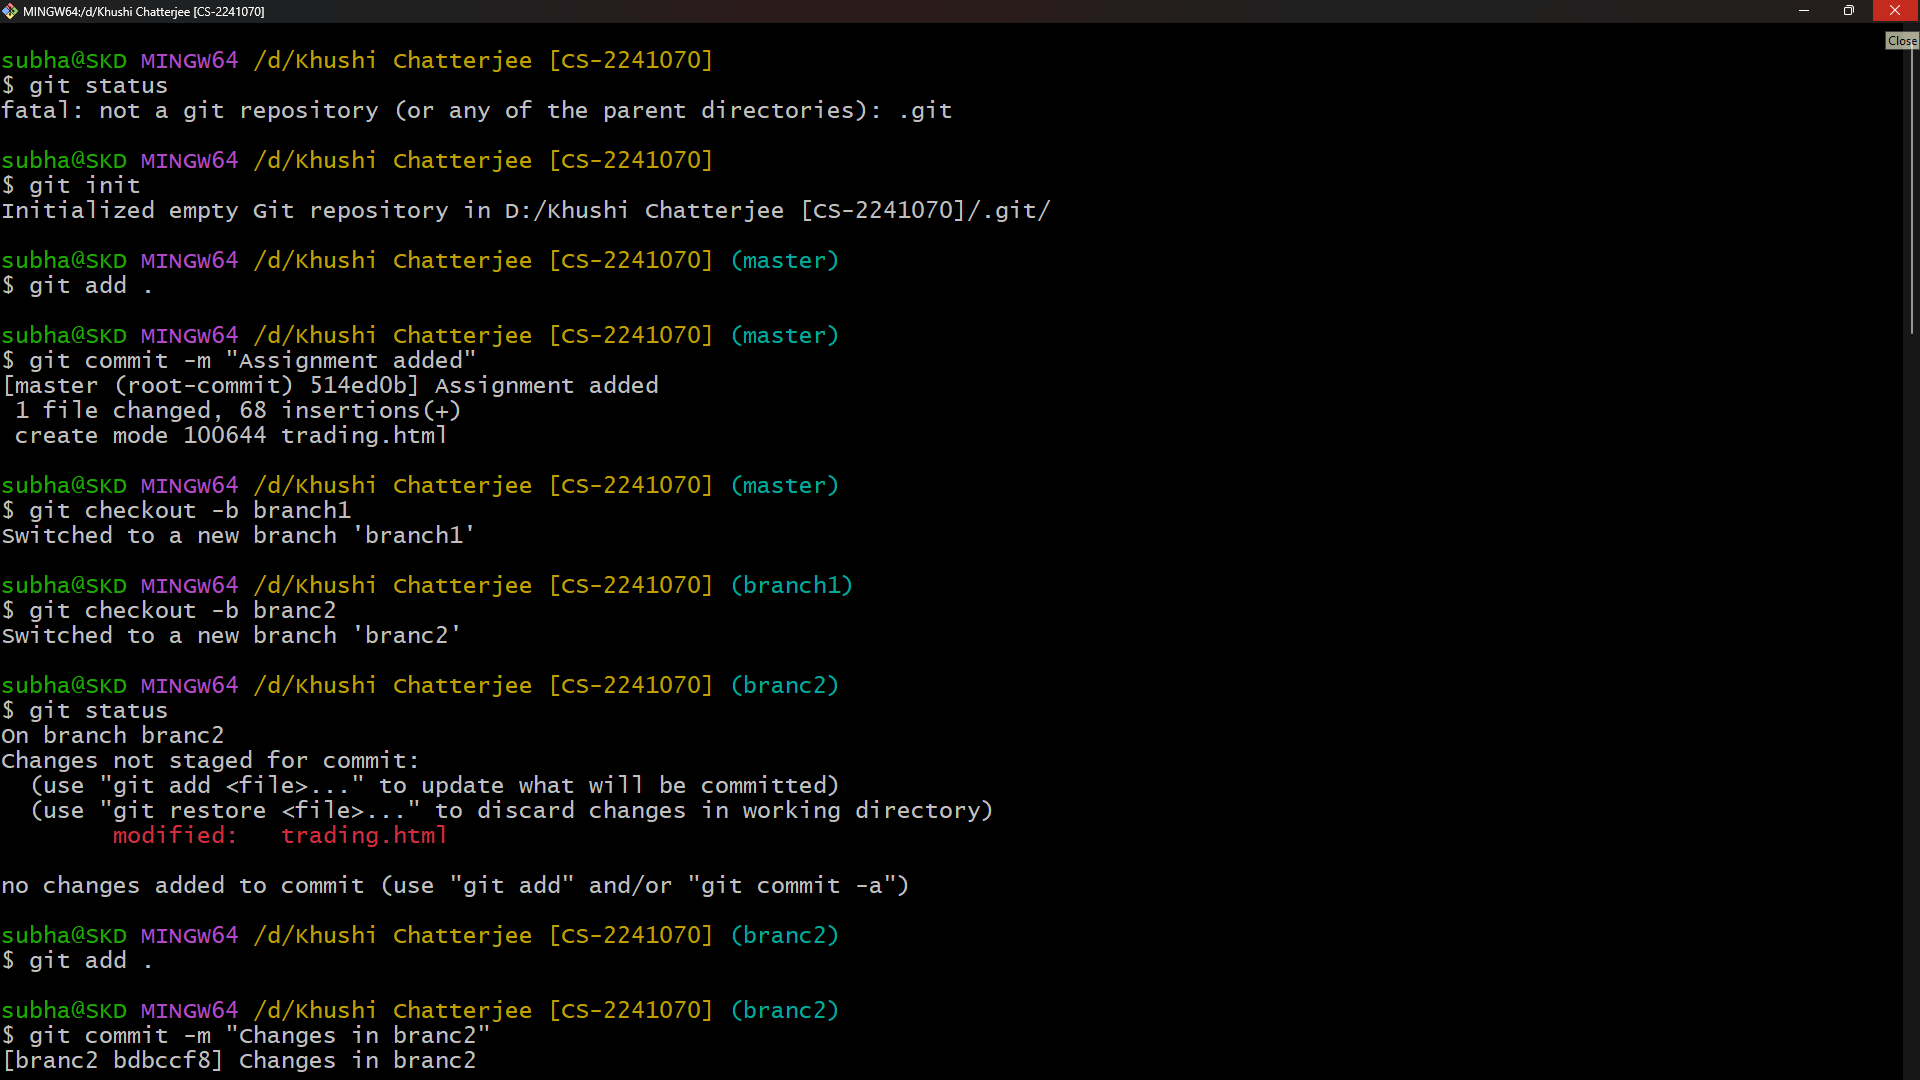 MINGW64:/d/Khushi Chatterjee [CS-2241070]
Close
subha@SKD MINGW64 /d/Khushi Chatterjee [CS-2241070]
$ git status
fatal: not a git repository (or any of the parent directories): .git
subha@SKD MINGW64 /d/Khushi Chatterjee [CS-2241070]
$ git init
Initialized empty Git repository in D:/Khushi Chatterjee [CS-2241070]/.git/
subha@SKD MINGW64 /d/Khushi Chatterjee [CS-2241070] (master)
$ git add .
subha@SKD MINGW64 /d/Khushi Chatterjee [CS-2241070] (master)
$ git commit -m "Assignment added"
[master (root-commit) 514ed0b] Assignment added
 1 file changed, 68 insertions(+)
 create mode 100644 trading.html
subha@SKD MINGW64 /d/Khushi Chatterjee [CS-2241070] (master)
$ git checkout -b branch1
Switched to a new branch 'branch1'
subha@SKD MINGW64 /d/Khushi Chatterjee [CS-2241070] (branch1)
$ git checkout -b branc2
Switched to a new branch 'branc2'
subha@SKD MINGW64 /d/Khushi Chatterjee [CS-2241070] (branc2)
$ git status
On branch branc2
Changes not staged for commit:
  (use "git add <file>..." to update what will be committed)
  (use "git restore <file>..." to discard changes in working directory)
        modified:   trading.html
no changes added to commit (use "git add" and/or "git commit -a")
subha@SKD MINGW64 /d/Khushi Chatterjee [CS-2241070] (branc2)
$ git add .
subha@SKD MINGW64 /d/Khushi Chatterjee [CS-2241070] (branc2)
$ git commit -m "Changes in branc2"
[branc2 bdbccf8] Changes in branc2